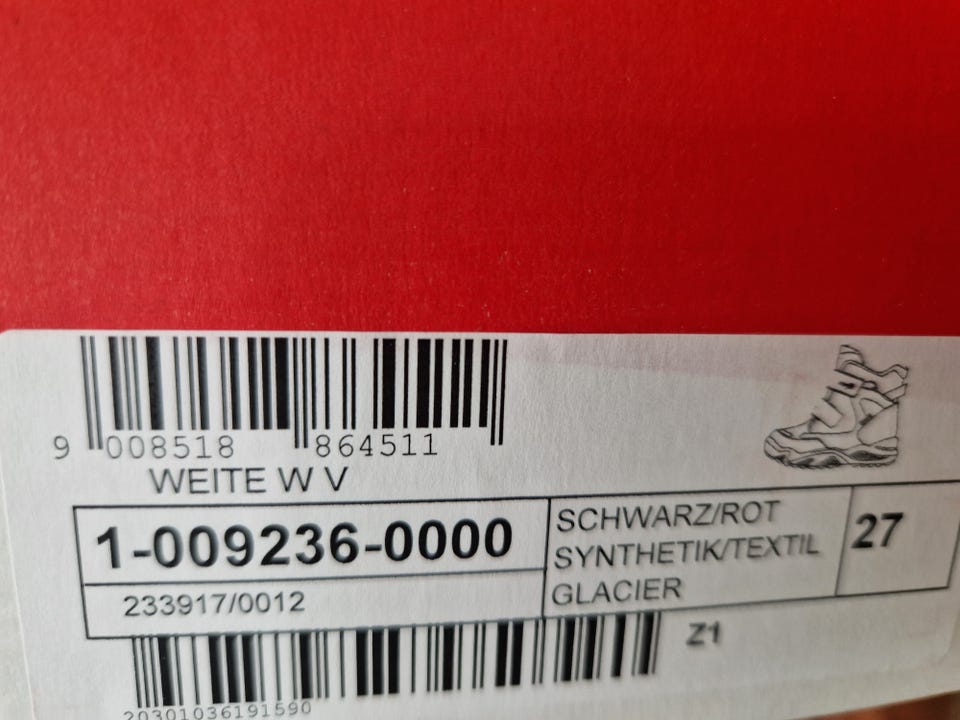 9 008518 864511
WEITE W V
1-009236-0000
233917/0012
SCHWARZ/ROT
SYNTHETIK/TEXTIL
GLACIER
27
Z1
20301036191590